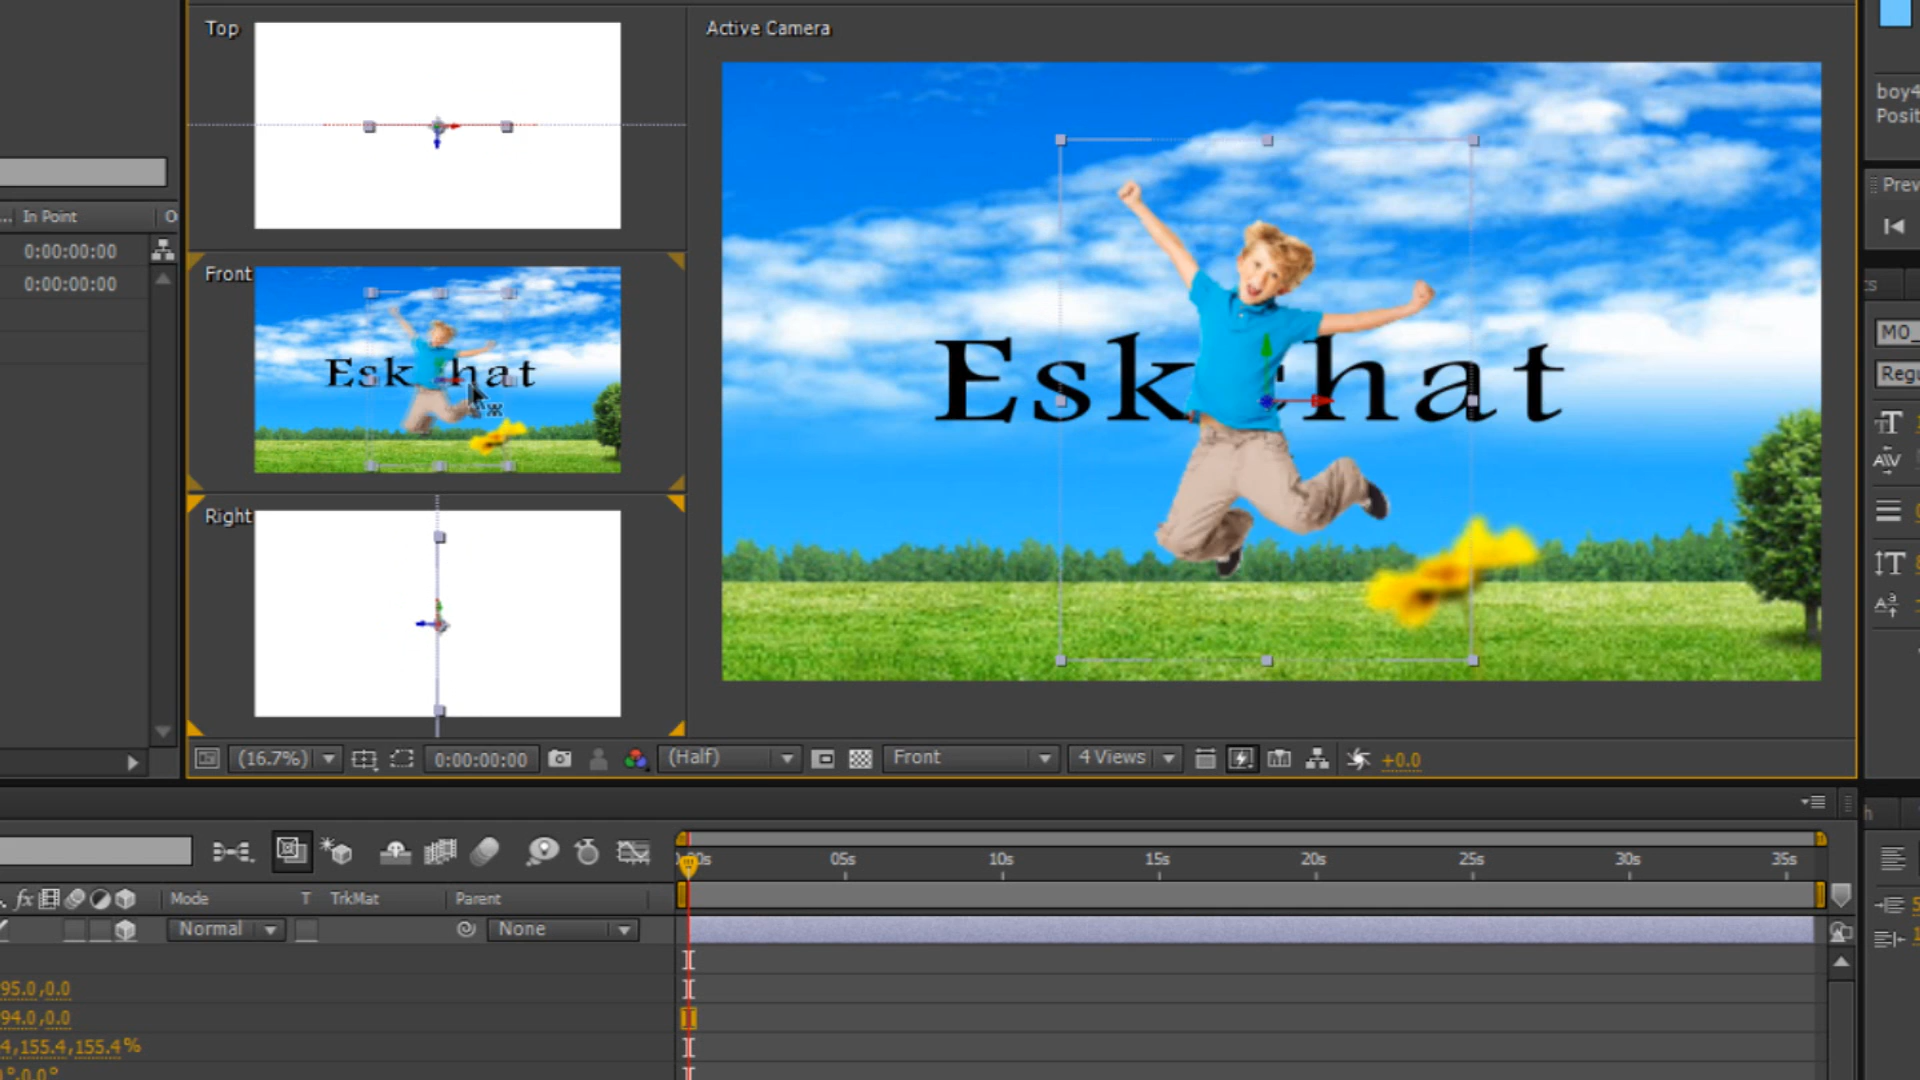 Top
Active Camera
boy4
Posit
Prev
... In Point O
0:00:00:00
0:00:00:00
Front
Esk hat
Eskchat
MO_
Regu
Right
(16.7%) 0:00:00:00 (Half) Front 4 Views +0.0
:00s 05s 10s 15s 20s 25s 30s 35s
fx Mode T TrkMat Parent
Normal None
95.0,0.0
94.0,0.0
4,155.4,155.4%